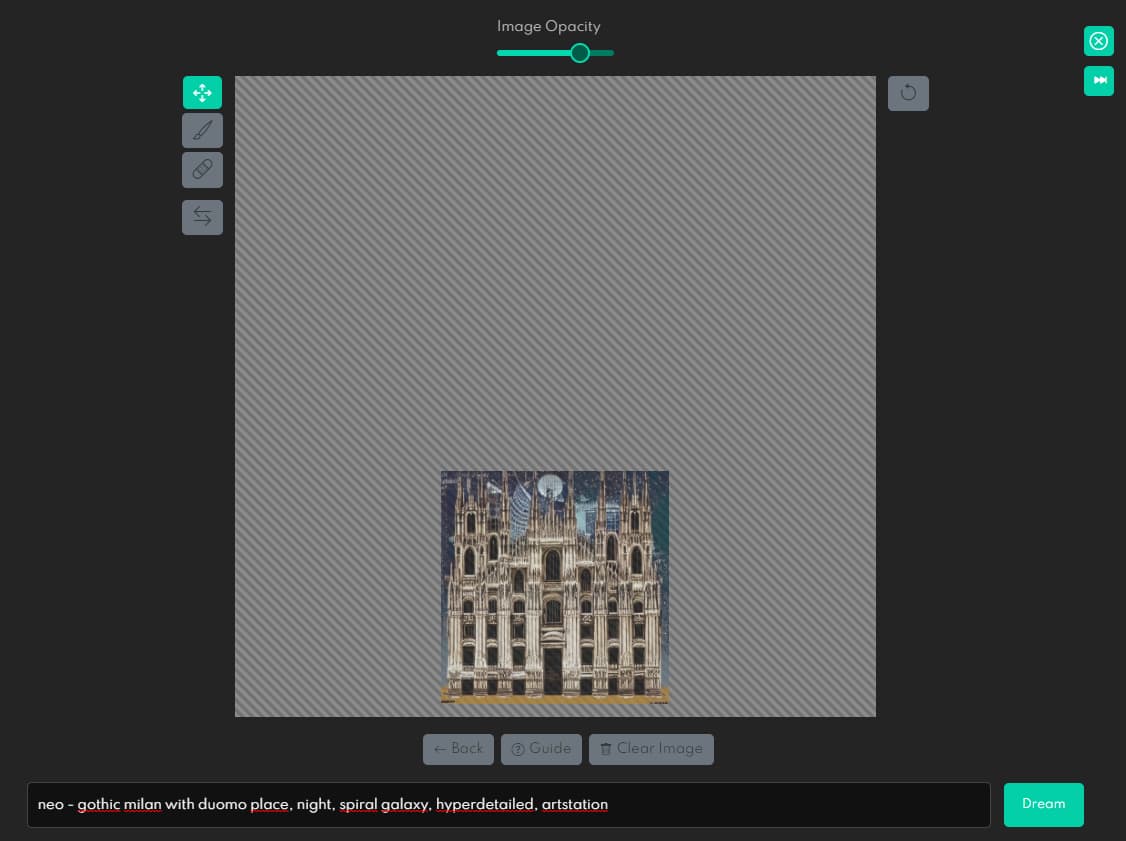 Image Opacity
← Back
Guide
Clear Image
neo - gothic milan with duomo place, night, spiral galaxy, hyperdetailed, artstation
Dream